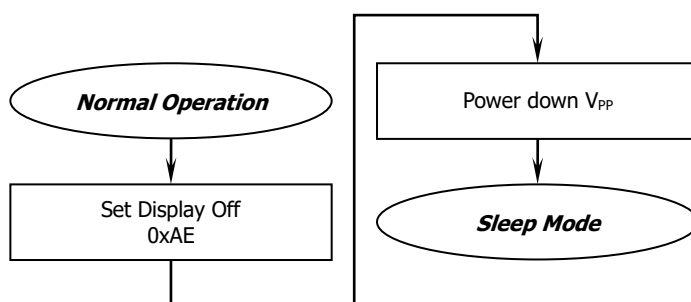 Normal Operation
Set Display Off
0xAE
Power down VPP
Sleep Mode